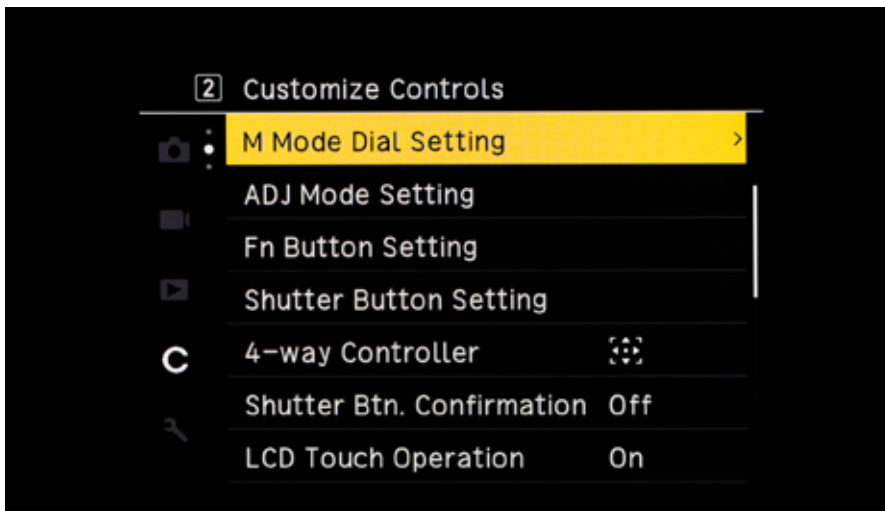 2 Customize Controls
M Mode Dial Setting
ADJ Mode Setting
Fn Button Setting
Shutter Button Setting
4-way Controller
Shutter Btn. Confirmation Off
LCD Touch Operation On
C